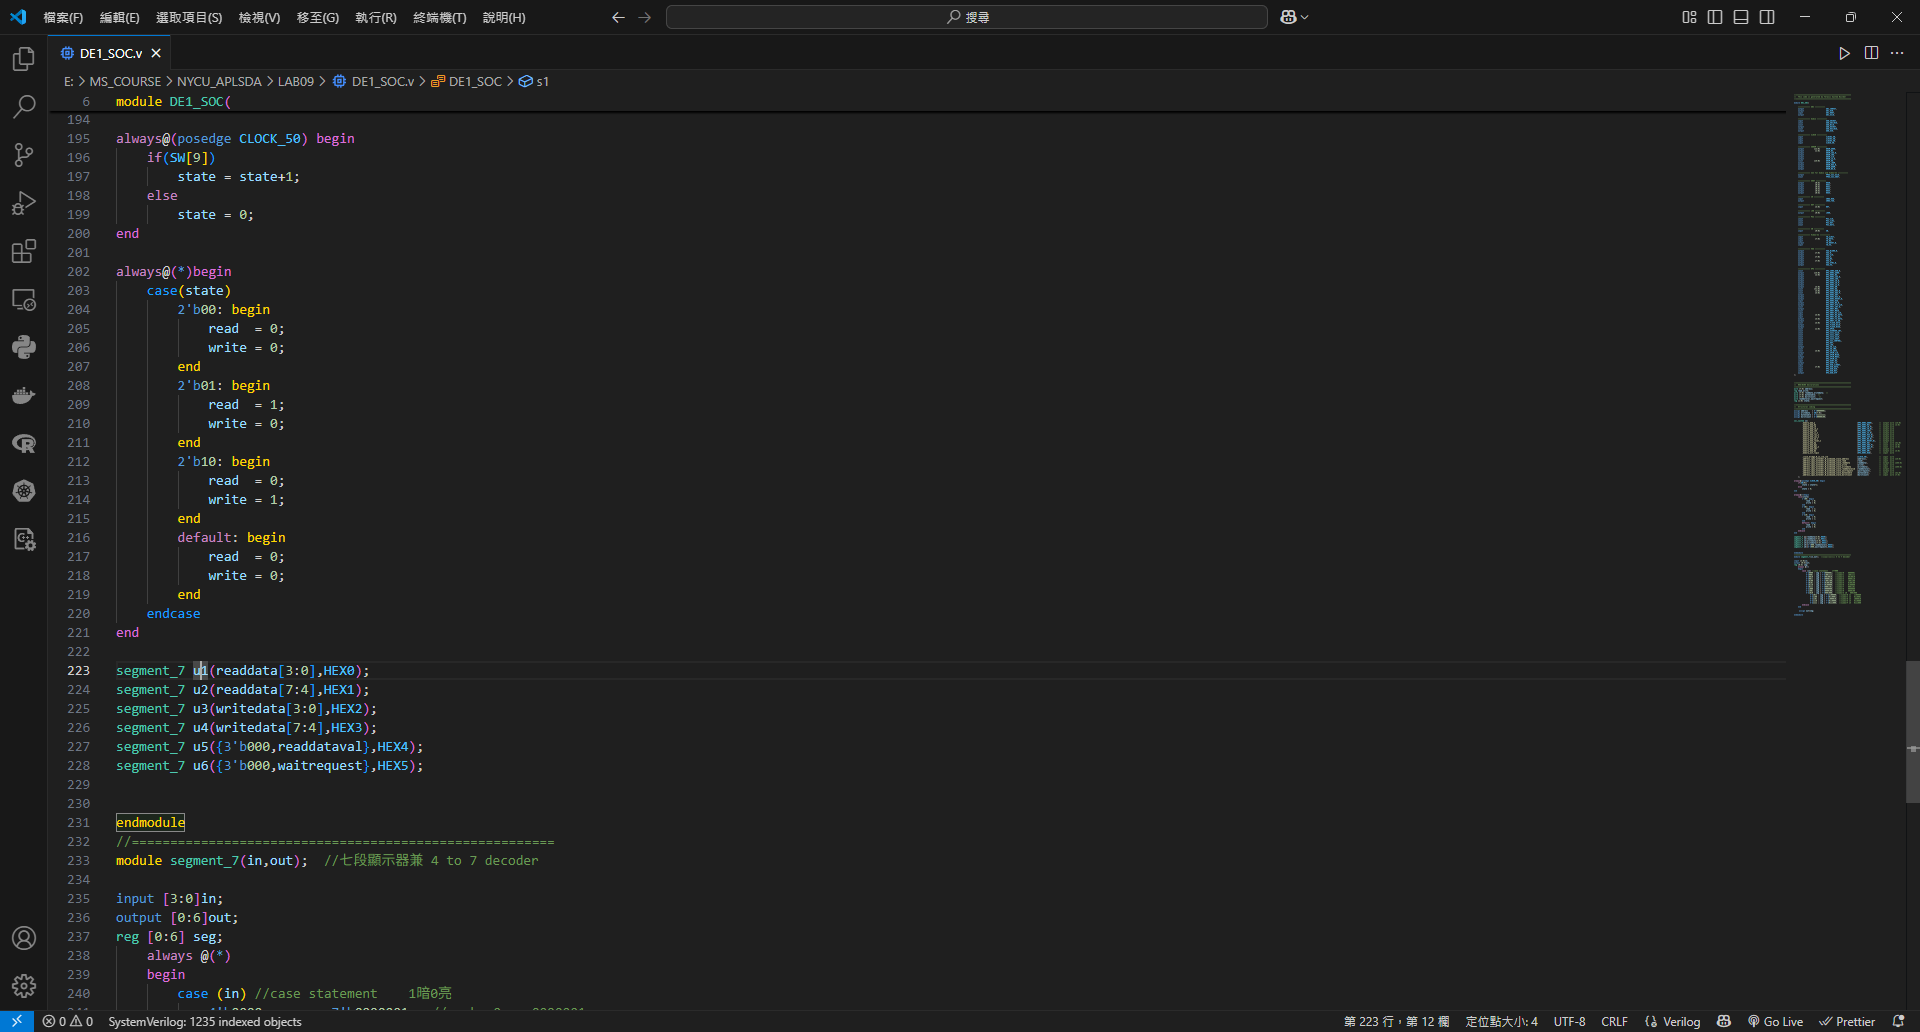 檔案(F) 編輯(E) 選取項目(S) 檢視(V) 移至(G) 執行(R) 終端機(T) 說明(H) 搜尋
DE1_SOC.v
E: > MS_COURSE > NYCU_APLSDA > LAB09 > DE1_SOC.v > DE1_SOC > s1
6 module DE1_SOC(
194
195 always@(posedge CLOCK_50) begin
196 if(SW[9])
197 state = state+1;
198 else
199 state = 0;
200 end
201
202 always@(*)begin
203 case(state)
204 2'b00: begin
205 read  = 0;
206 write = 0;
207 end
208 2'b01: begin
209 read  = 1;
210 write = 0;
211 end
212 2'b10: begin
213 read  = 0;
214 write = 1;
215 end
216 default: begin
217 read  = 0;
218 write = 0;
219 end
220 endcase
221 end
222
223 segment_7 u1(readdata[3:0],HEX0);
224 segment_7 u2(readdata[7:4],HEX1);
225 segment_7 u3(writedata[3:0],HEX2);
226 segment_7 u4(writedata[7:4],HEX3);
227 segment_7 u5({3'b000,readdataval},HEX4);
228 segment_7 u6({3'b000,waitrequest},HEX5);
229
230
231 endmodule
232 //=======================================================
233 module segment_7(in,out);  //七段顯示器兼 4 to 7 decoder
234
235 input [3:0]in;
236 output [0:6]out;
237 reg [0:6] seg;
238 always @(*)
239 begin
240 case (in) //case statement    1暗0亮
0 0 SystemVerilog: 1235 indexed objects 第 223 行，第 12 欄 定位點大小: 4 UTF-8 CRLF Verilog Go Live Prettier